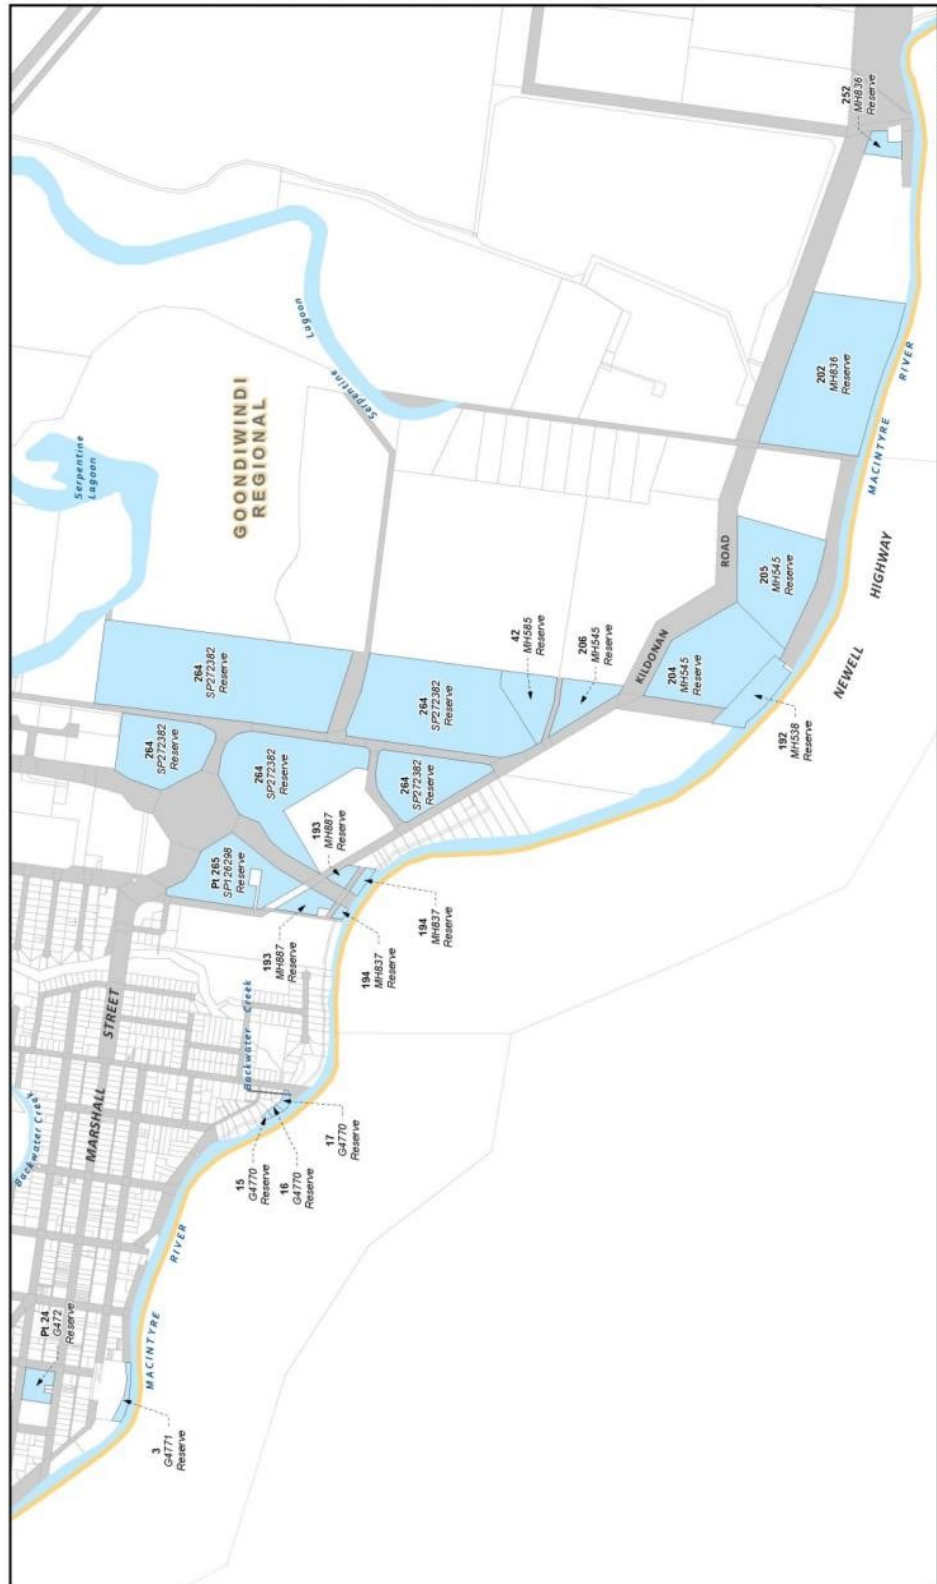 Pt 24
G472
Reserve
3
G4771
Reserve
MACINTYRE
RIVER
Backwater Creek
MARSHALL
STREET
15
G4770
Reserve
16
G4770
Reserve
17
G4770
Reserve
Backwater Creek
193
MH887
Reserve
194
MH837
Reserve
194
MH837
Reserve
193
MH887
Reserve
Pt 265
SP126298
Reserve
264
SP272382
Reserve
264
SP272382
Reserve
264
SP272382
Reserve
264
SP272382
Reserve
264
SP272382
Reserve
42
MH585
Reserve
206
MH545
Reserve
Serpentine
Lagoon
GOONDIWINDI
REGIONAL
Serpentine
Lagoon
KILDONAN
ROAD
204
MH545
Reserve
192
MH538
Reserve
205
MH545
Reserve
NEWELL
HIGHWAY
MACINTYRE
RIVER
202
MH836
Reserve
252
MH836
Reserve